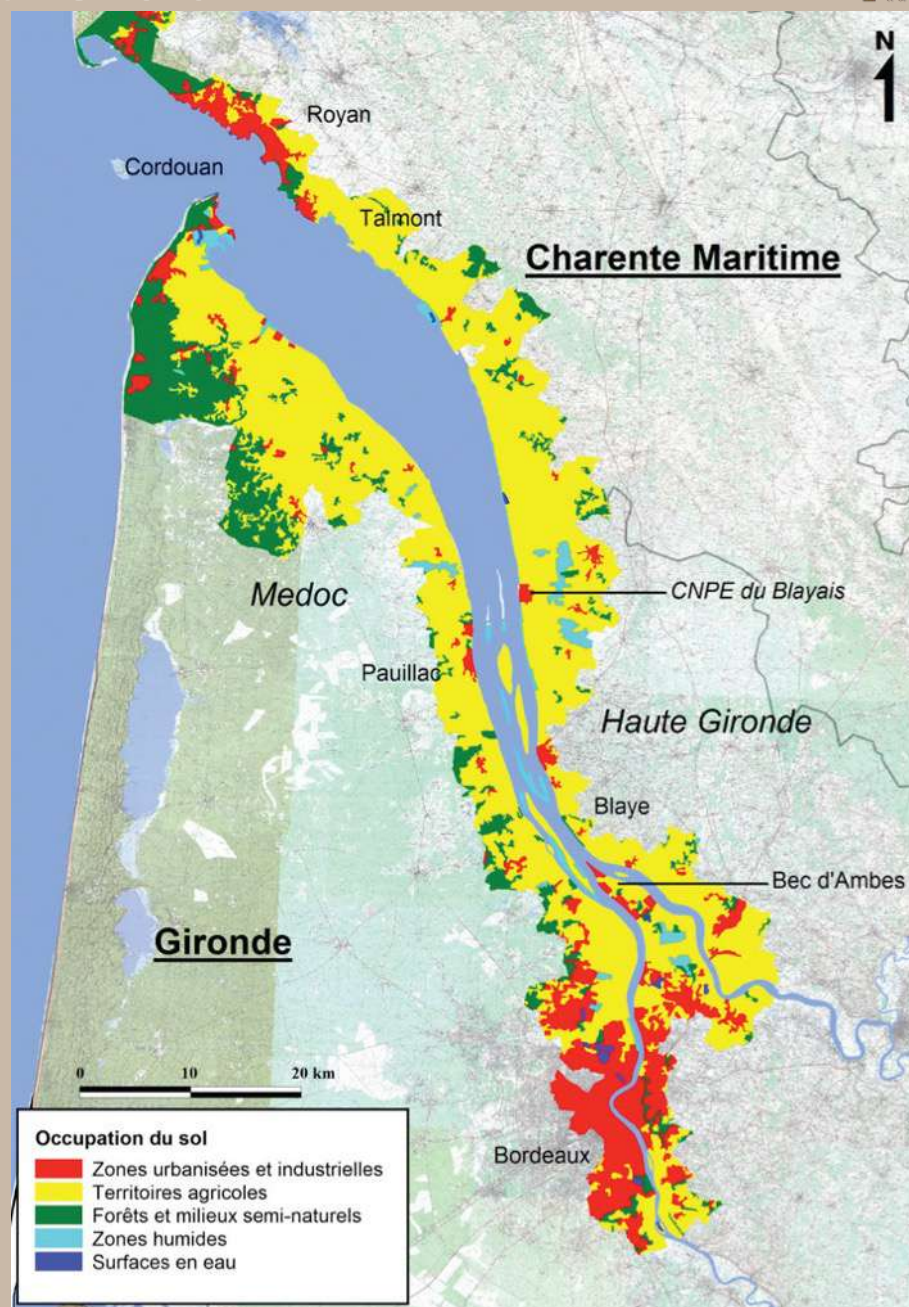 N
Royan
Cordouan
Talmont
Charente Maritime
Medoc
CNPE du Blayais
Pauillac
Haute Gironde
Blaye
Bec d'Ambes
Gironde
0 10 20 km
Bordeaux
Occupation du sol
Zones urbanisées et industrielles
Territoires agricoles
Forêts et milieux semi-naturels
Zones humides
Surfaces en eau